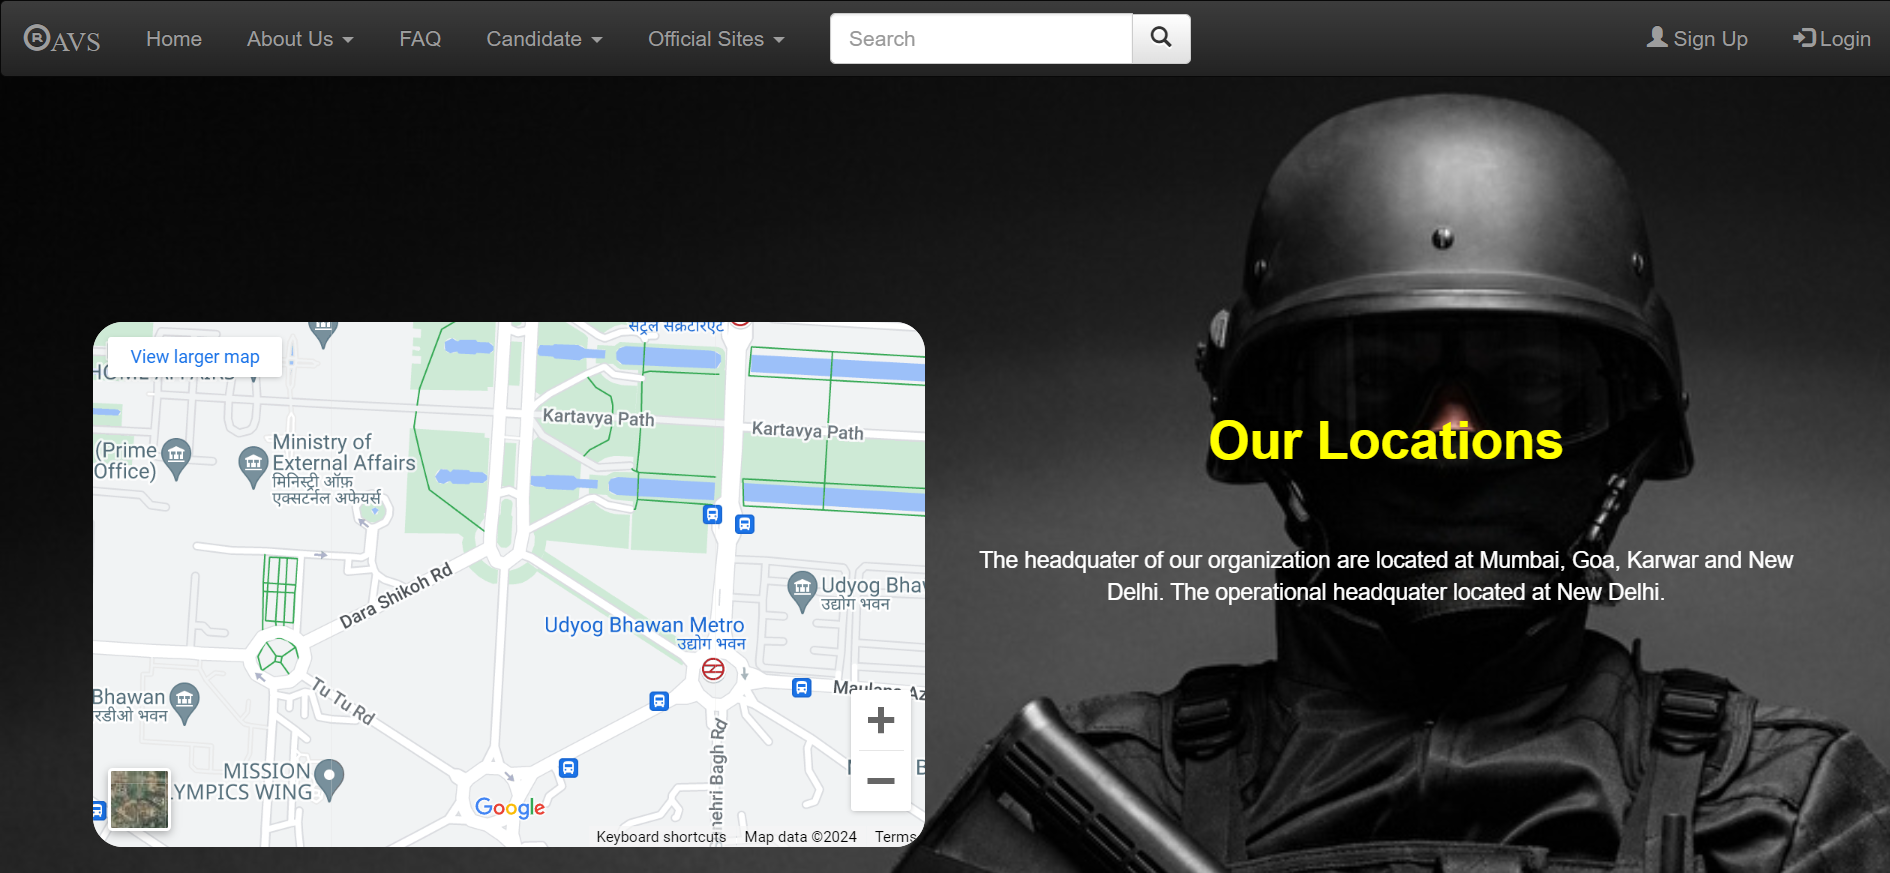 ®AVS Home About Us FAQ Candidate Official Sites Search Sign Up Login
View larger map
सेंट्रल सेक्रेटेरिएट
HOME AFFAIRS
Kartavya Path
Kartavya Path
(Prime
Office)
Ministry of
External Affairs
मिनिस्ट्री ऑफ़
एक्सटर्नल अफेयर्स
Dara Shikoh Rd
Udyog Bhaw
उद्योग भवन
Udyog Bhawan Metro
उद्योग भवन
Bhawan
रडीओ भवन
Tu Tu Rd
Maulana Az
nehri Bagh Rd
MISSION
LYMPICS WING
Google
Keyboard shortcuts Map data ©2024 Terms
Our Locations
The headquater of our organization are located at Mumbai, Goa, Karwar and New
Delhi. The operational headquater located at New Delhi.